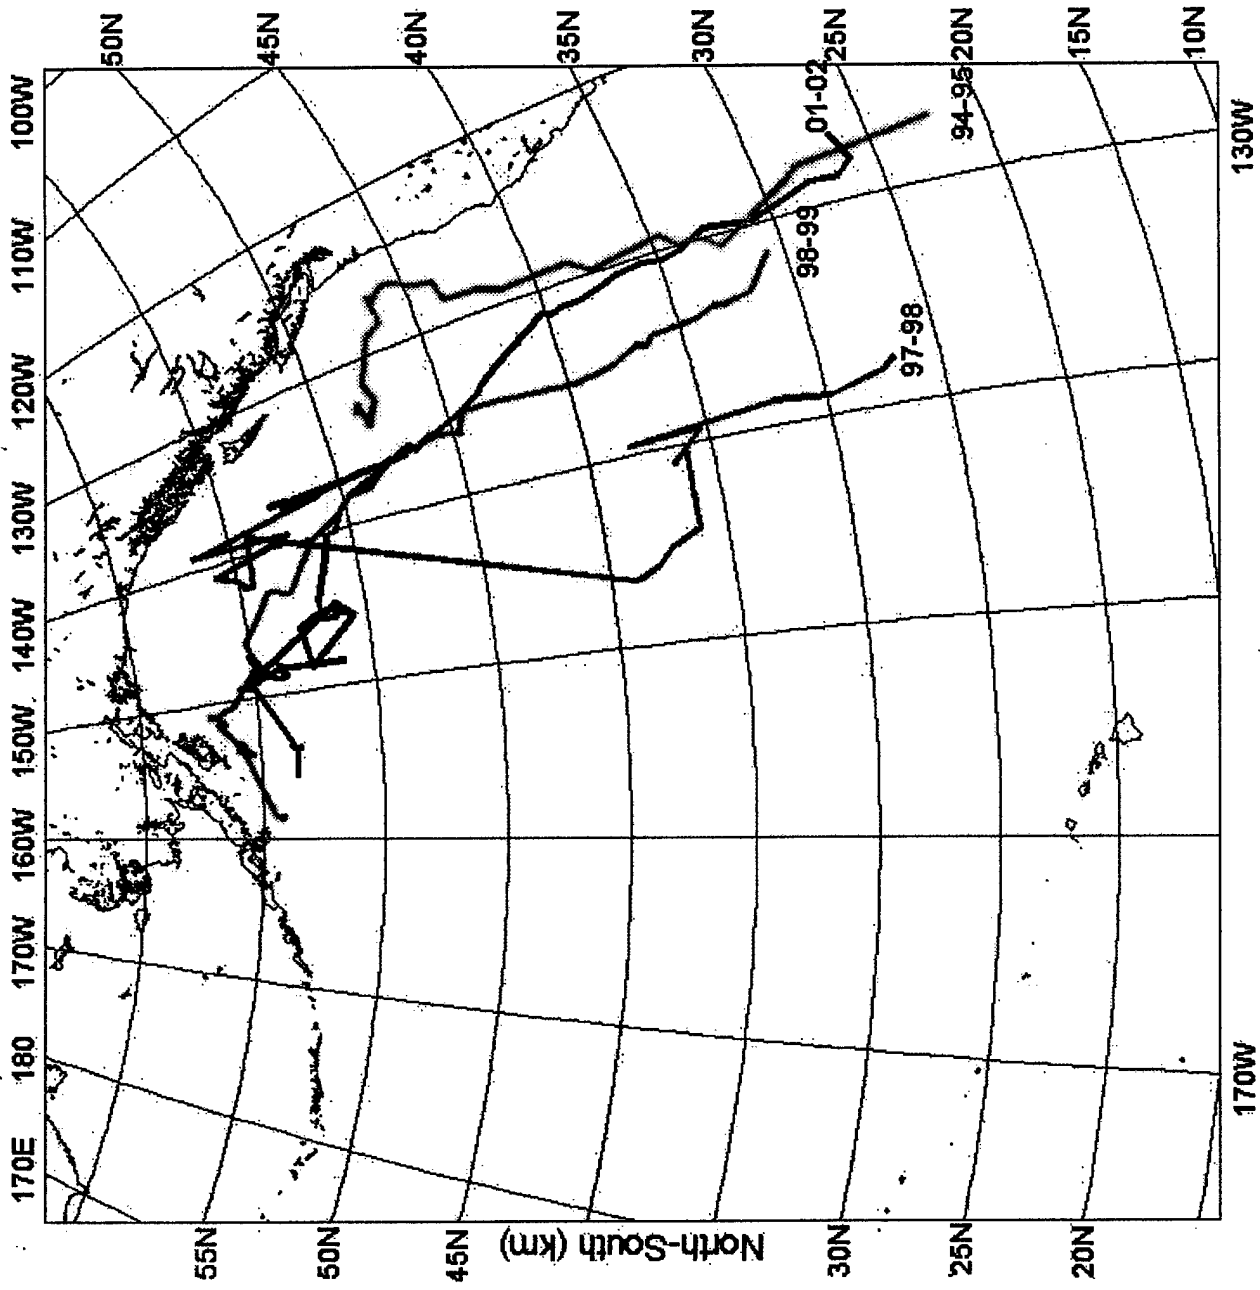 170E
180
170W
160W
150W
140W
130W
120W
110W
100W
50N
45N
40N
35N
30N
25N
20N
15N
10N
55N
50N
45N
North-South (km)
30N
25N
20N
01-02
94-95
98-99
97-98
170W
130W